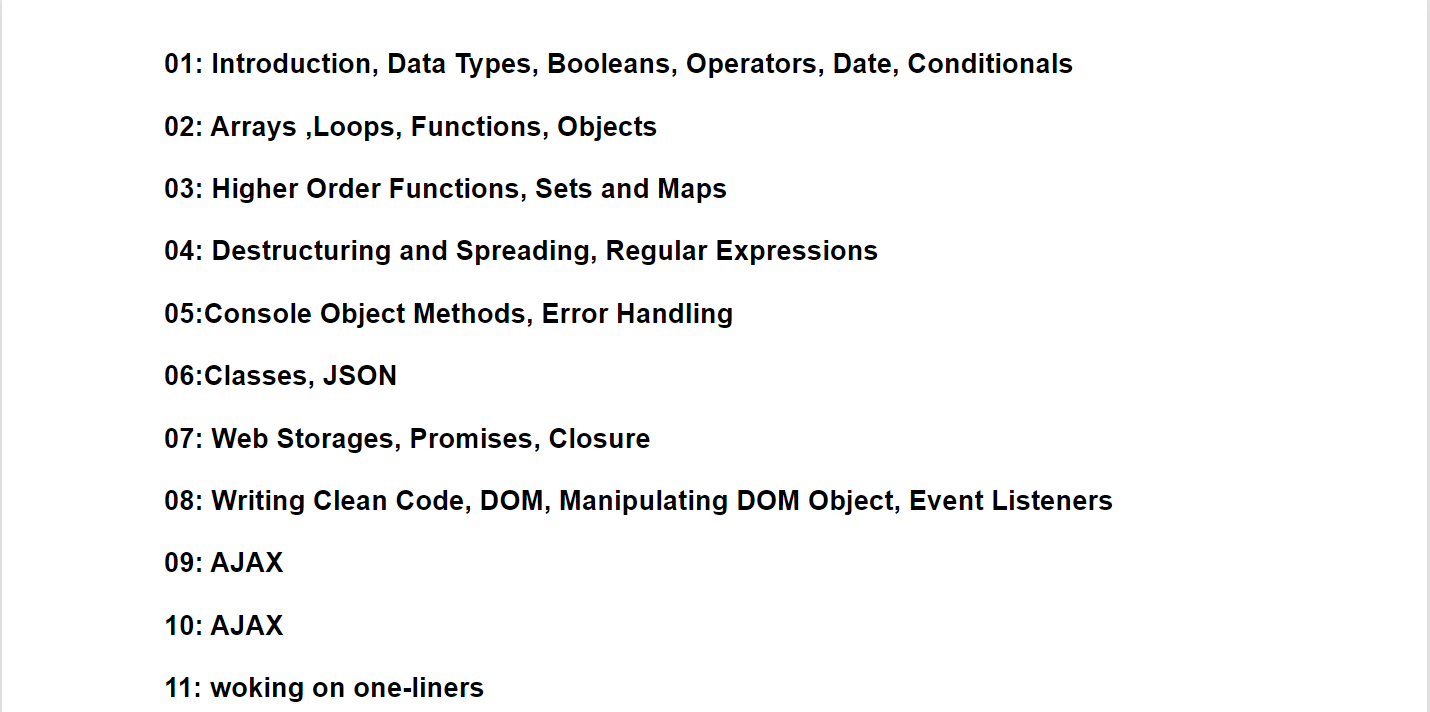 01: Introduction, Data Types, Booleans, Operators, Date, Conditionals
02: Arrays ,Loops, Functions, Objects
03: Higher Order Functions, Sets and Maps
04: Destructuring and Spreading, Regular Expressions
05:Console Object Methods, Error Handling
06:Classes, JSON
07: Web Storages, Promises, Closure
08: Writing Clean Code, DOM, Manipulating DOM Object, Event Listeners
09: AJAX
10: AJAX
11: woking on one-liners